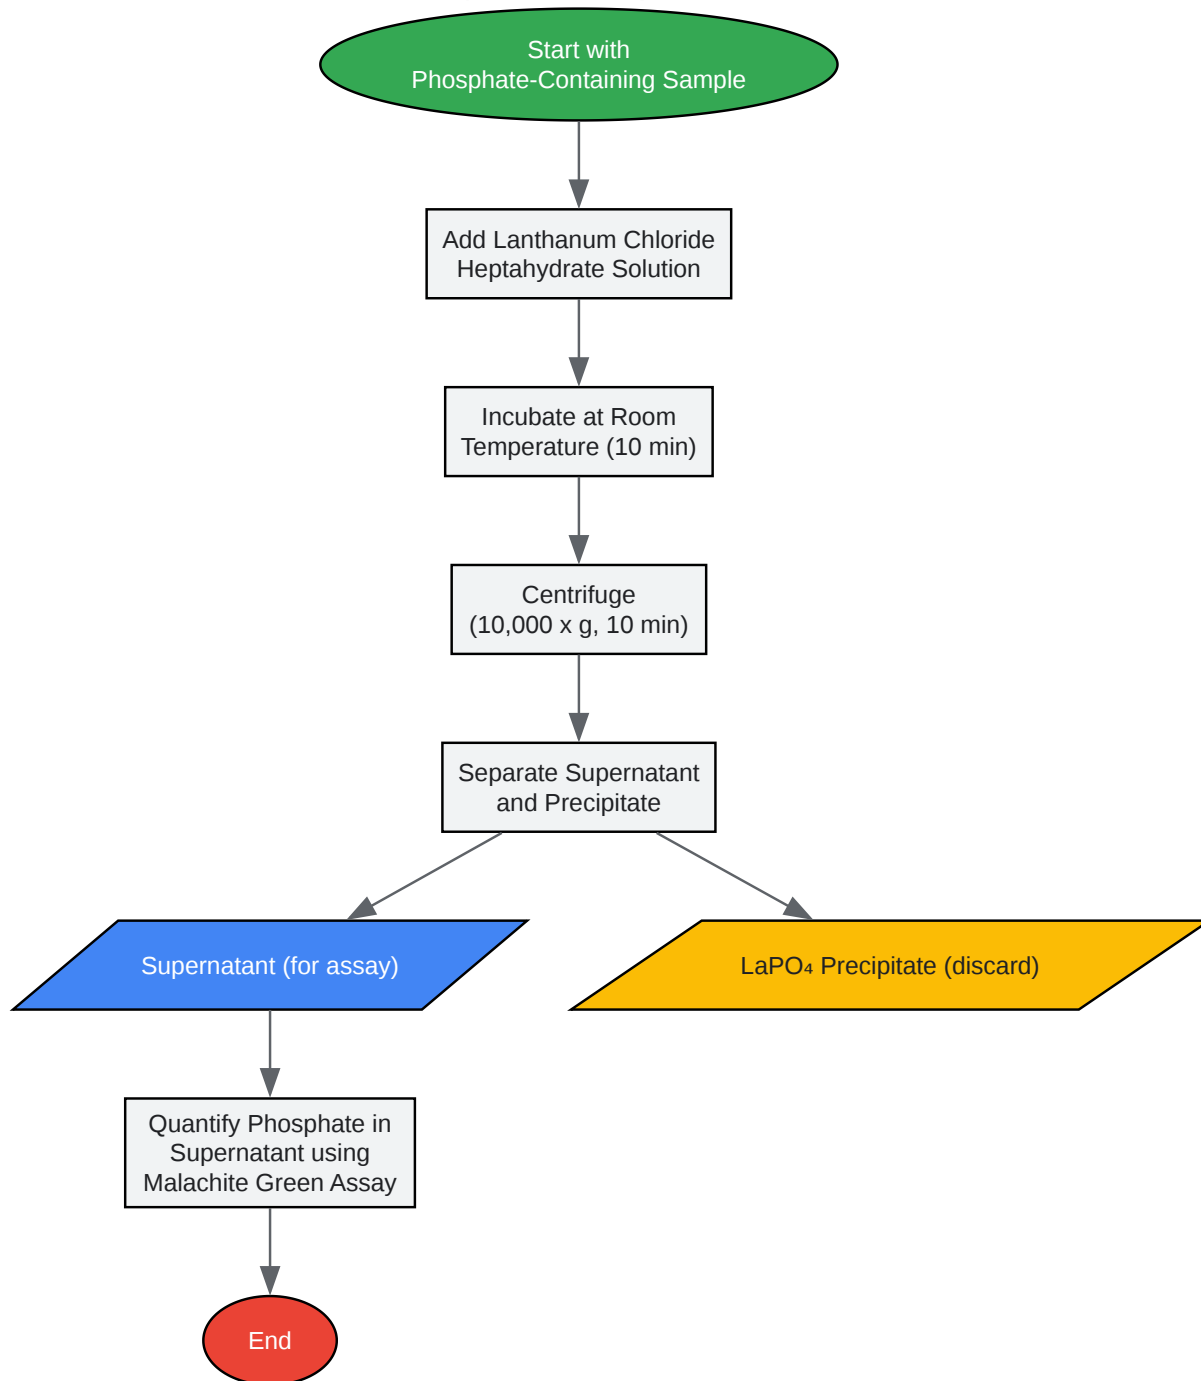 Start with
Phosphate-Containing Sample
Add Lanthanum Chloride
Heptahydrate Solution
Incubate at Room
Temperature (10 min)
Centrifuge
(10,000 x g, 10 min)
Separate Supernatant
and Precipitate
Supernatant (for assay)
LaPO₄ Precipitate (discard)
Quantify Phosphate in
Supernatant using
Malachite Green Assay
End